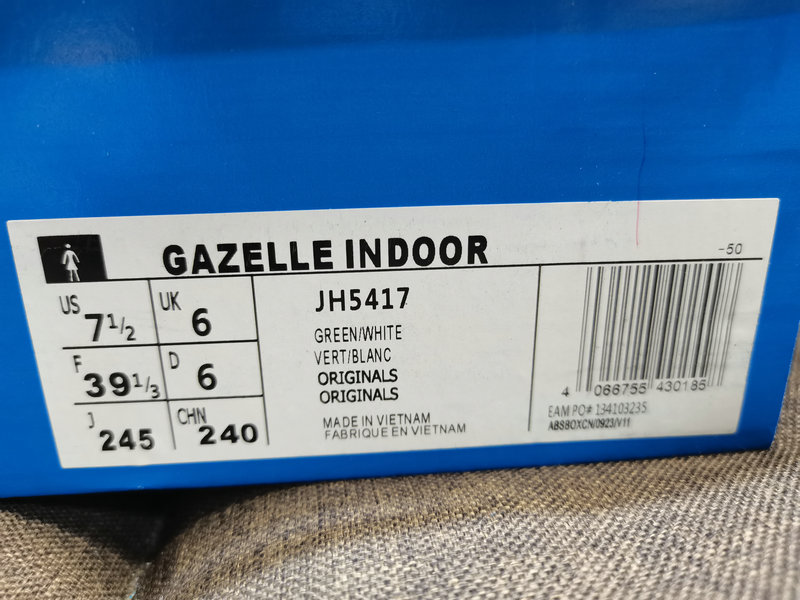 GAZELLE INDOOR
-50
US 7 1/2
UK 6
F 39 1/3
D 6
J 245
CHN 240
JH5417
GREEN/WHITE
VERT/BLANC
ORIGINALS
ORIGINALS
MADE IN VIETNAM
FABRIQUE EN VIETNAM
4 066755 430185
EAM PO# 134103235
ABS8OXCN/0923/V11